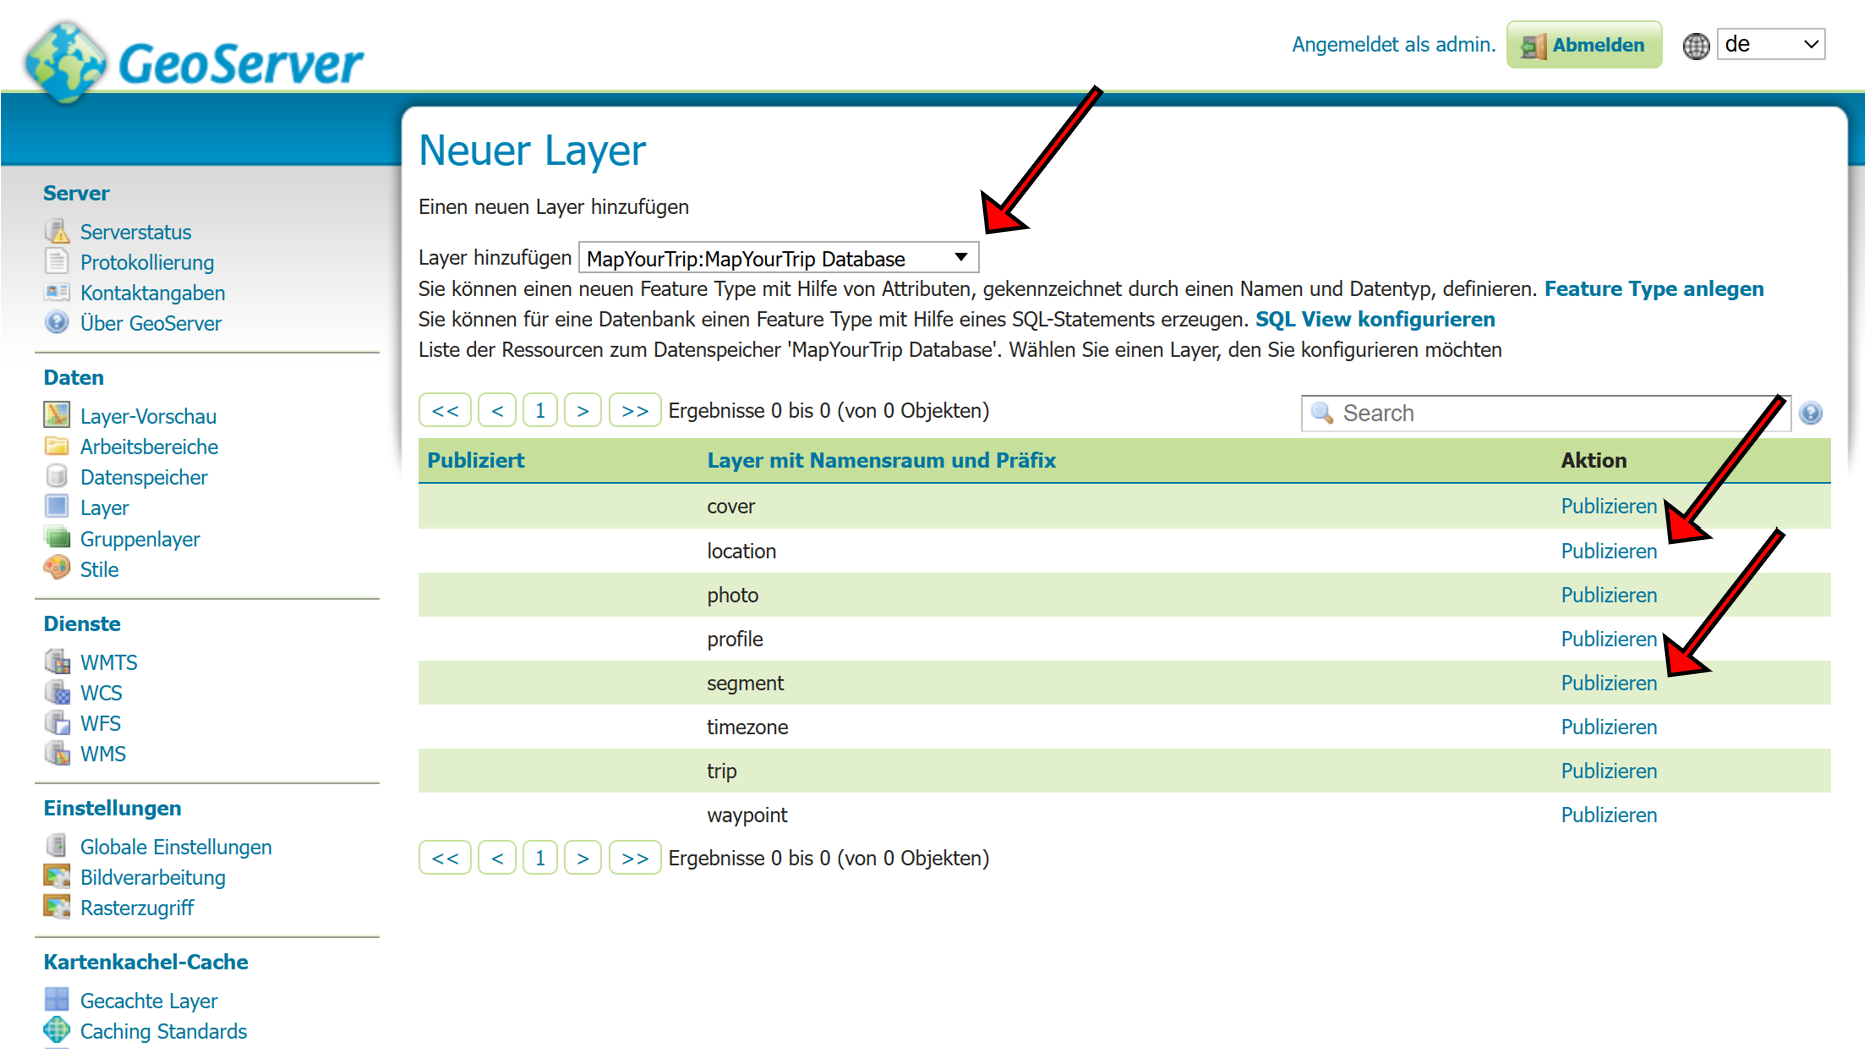 GeoServer
Angemeldet als admin. Abmelden de
Server
Serverstatus
Protokollierung
Kontaktangaben
Über GeoServer
Daten
Layer-Vorschau
Arbeitsbereiche
Datenspeicher
Layer
Gruppenlayer
Stile
Dienste
WMTS
WCS
WFS
WMS
Einstellungen
Globale Einstellungen
Bildverarbeitung
Rasterzugriff
Kartenkachel-Cache
Gecachte Layer
Caching Standards
Neuer Layer
Einen neuen Layer hinzufügen
Layer hinzufügen MapYourTrip:MapYourTrip Database
Sie können einen neuen Feature Type mit Hilfe von Attributen, gekennzeichnet durch einen Namen und Datentyp, definieren. Feature Type anlegen
Sie können für eine Datenbank einen Feature Type mit Hilfe eines SQL-Statements erzeugen. SQL View konfigurieren
Liste der Ressourcen zum Datenspeicher 'MapYourTrip Database'. Wählen Sie einen Layer, den Sie konfigurieren möchten
<< < 1 > >> Ergebnisse 0 bis 0 (von 0 Objekten) Search
Publiziert Layer mit Namensraum und Präfix Aktion
cover Publizieren
location Publizieren
photo Publizieren
profile Publizieren
segment Publizieren
timezone Publizieren
trip Publizieren
waypoint Publizieren
<< < 1 > >> Ergebnisse 0 bis 0 (von 0 Objekten)